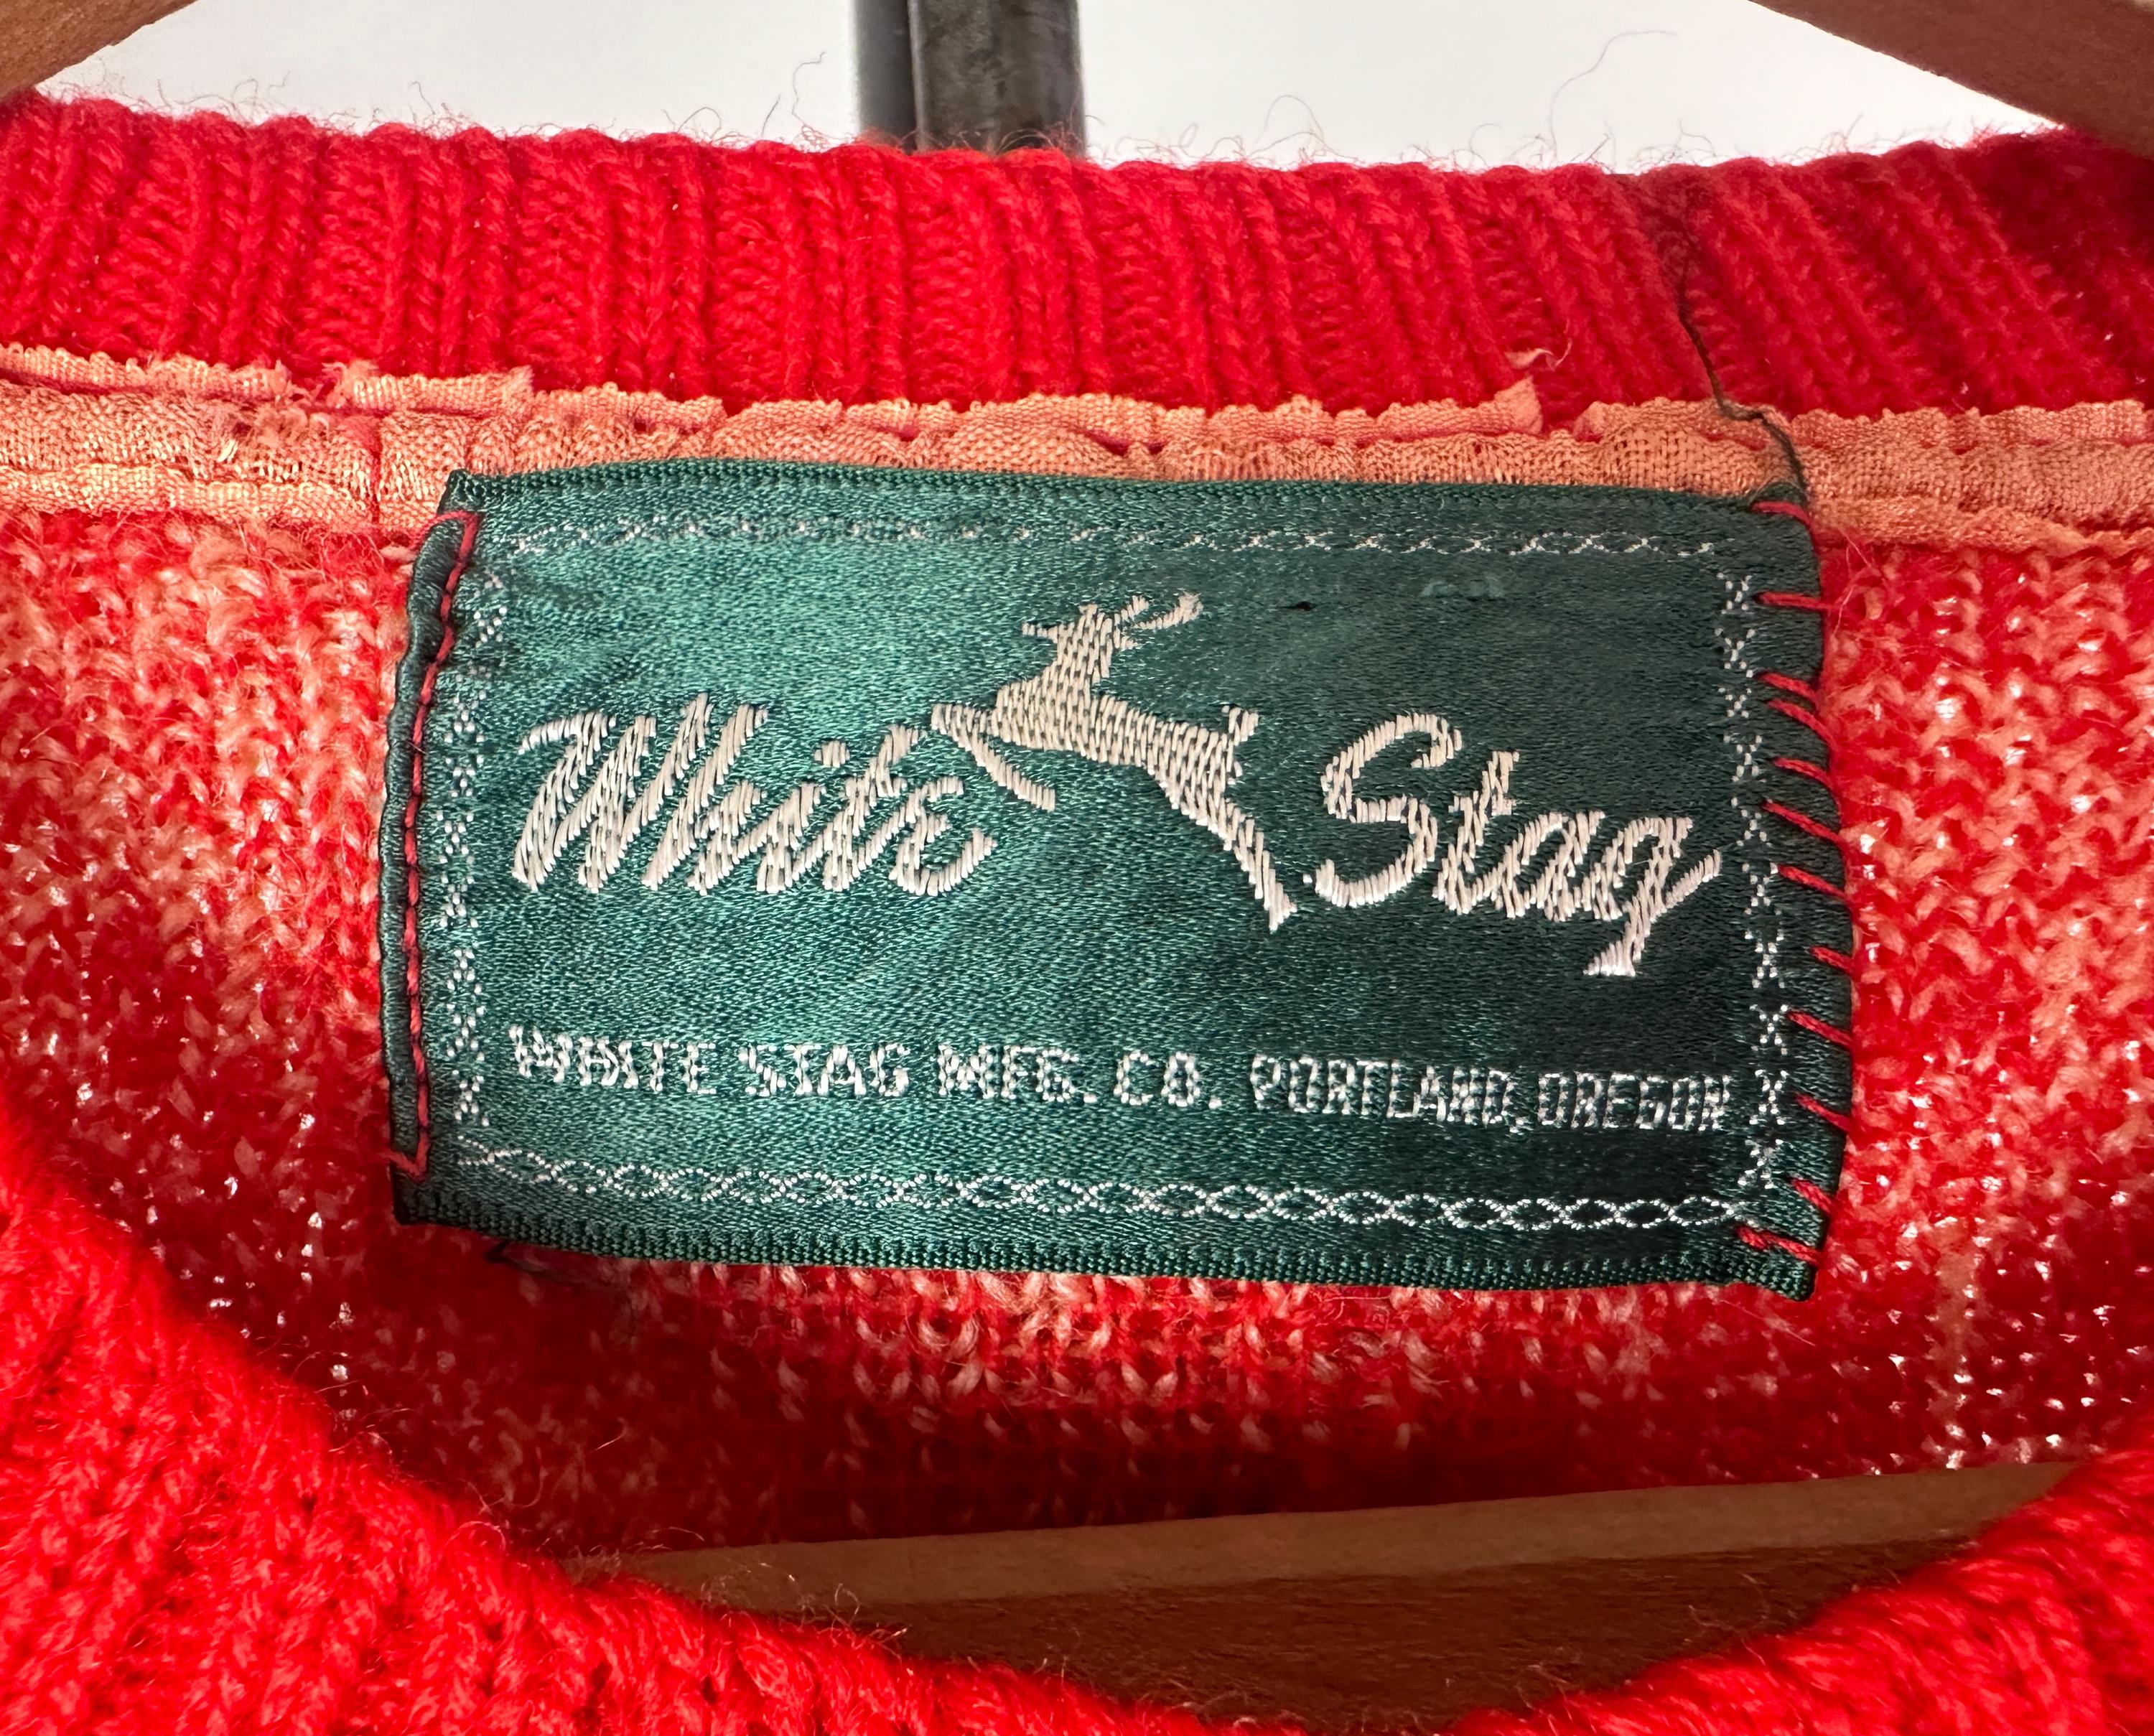 White Stag
WHITE STAG MFG. CO. PORTLAND, OREGON